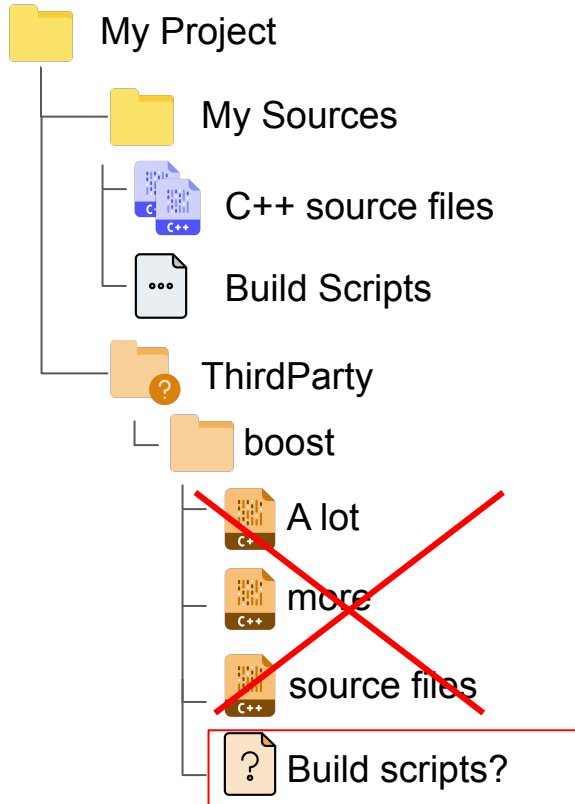 My Project
My Sources
C++
C++ source files
Build Scripts
?
ThirdParty
boost
C++
A lot
C++
more
C++
source files
?
Build scripts?